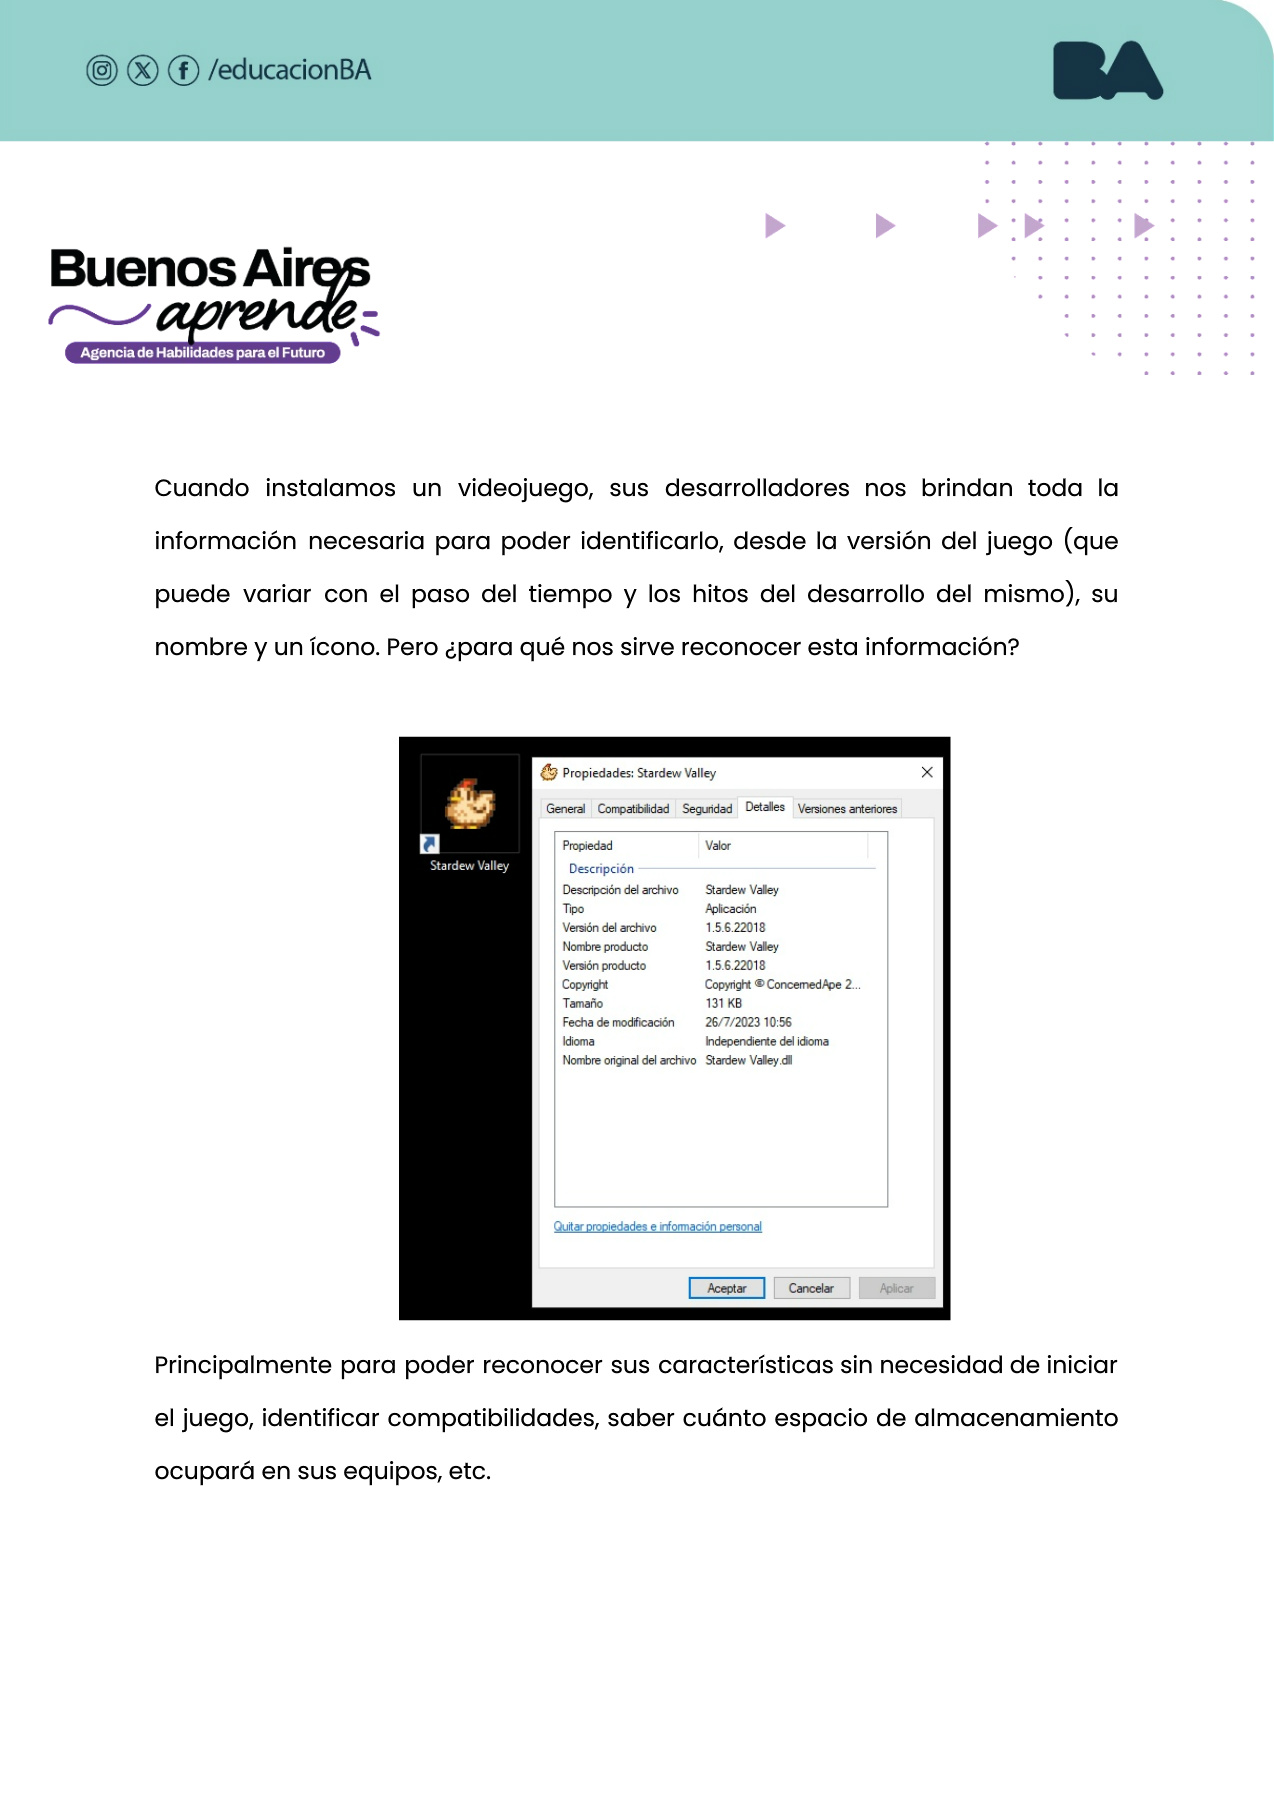 /educacionBA
BA
Buenos Aires
aprende
Agencia de Habilidades para el Futuro
Cuando instalamos un videojuego, sus desarrolladores nos brindan toda la
información necesaria para poder identificarlo, desde la versión del juego (que
puede variar con el paso del tiempo y los hitos del desarrollo del mismo), su
nombre y un ícono. Pero ¿para qué nos sirve reconocer esta información?
Stardew Valley
Propiedades: Stardew Valley
General Compatibilidad Seguridad Detalles Versiones anteriores
Propiedad Valor
Descripción
Descripción del archivo Stardew Valley
Tipo Aplicación
Versión del archivo 1.5.6.22018
Nombre producto Stardew Valley
Versión producto 1.5.6.22018
Copyright Copyright © ConcernedApe 2...
Tamaño 131 KB
Fecha de modificación 26/7/2023 10:56
Idioma Independiente del idioma
Nombre original del archivo Stardew Valley.dll
Quitar propiedades e información personal
Aceptar Cancelar Aplicar
Principalmente para poder reconocer sus características sin necesidad de iniciar
el juego, identificar compatibilidades, saber cuánto espacio de almacenamiento
ocupará en sus equipos, etc.